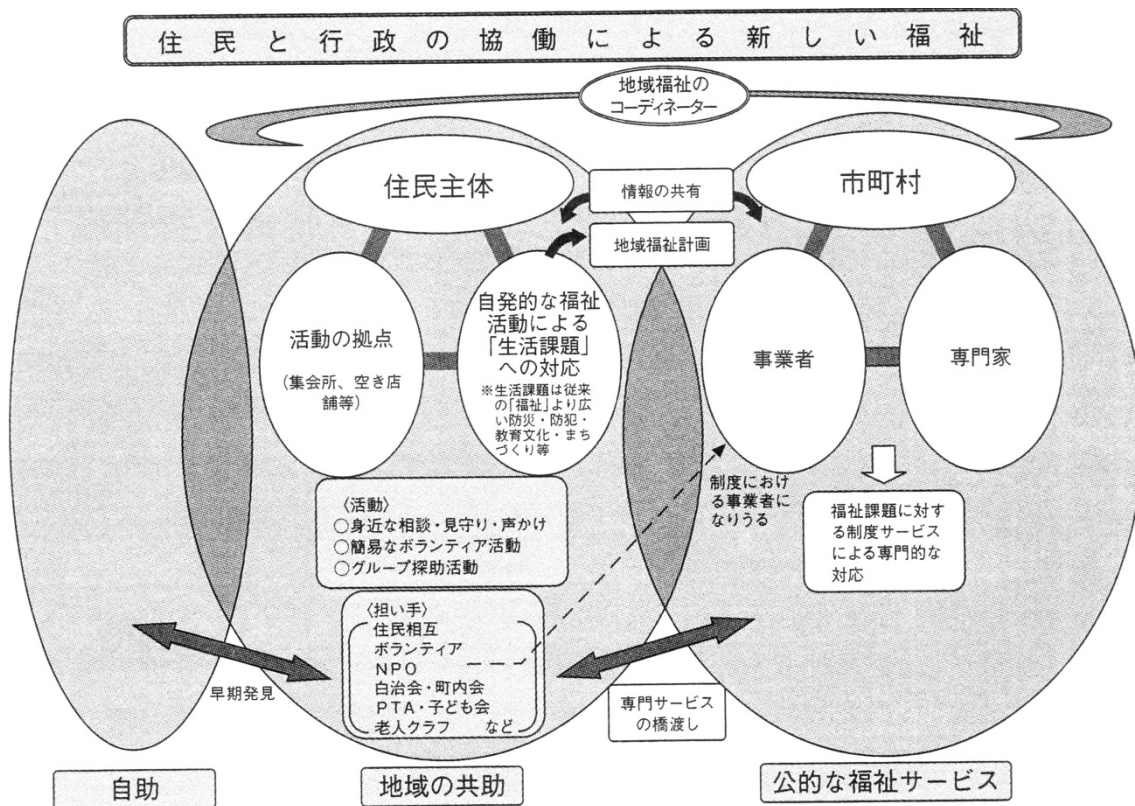 住民と行政の協働による新しい福祉
地域福祉の
コーディネーター
住民主体
情報の共有
市町村
地域福祉計画
活動の拠点
(集会所、空き店
舗等)
自発的な福祉
活動による
「生活課題」
への対応
※生活課題は従来
の「福祉」より広
い防災・防犯・
教育文化・まち
づくり等
事業者
専門家
〈活動〉
○身近な相談・見守り・声かけ
○簡易なボランティア活動
○グループ探助活動
制度におけ
る事業者に
なりうる
福祉課題に対す
る制度サービス
による専門的な
対応
〈担い手〉
住民相互
ボランティア
NPO
白治会・町内会
PTA・子ども会
老人クラフ など
早期発見
専門サービス
の橋渡し
自助
地域の共助
公的な福祉サービス